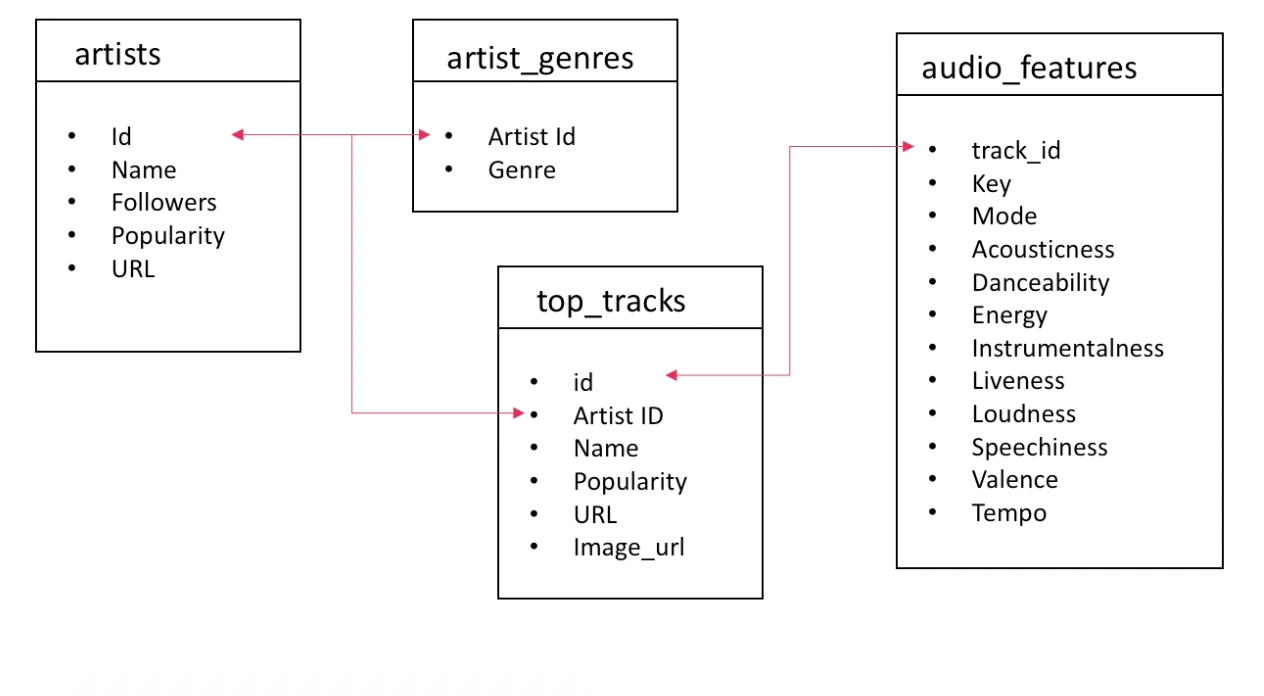 artists
• Id
• Name
• Followers
• Popularity
• URL
artist_genres
• Artist Id
• Genre
top_tracks
• id
• Artist ID
• Name
• Popularity
• URL
• Image_url
audio_features
• track_id
• Key
• Mode
• Acousticness
• Danceability
• Energy
• Instrumentalness
• Liveness
• Loudness
• Speechiness
• Valence
• Tempo